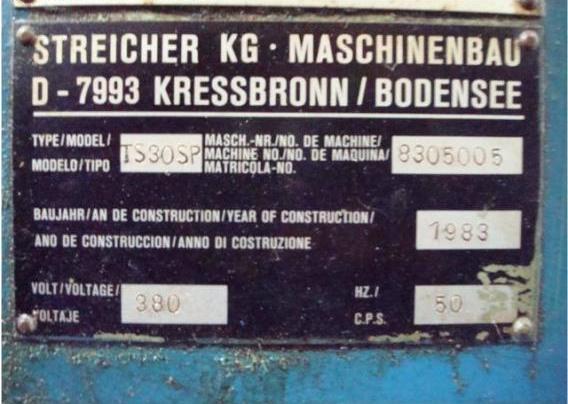 STREICHER KG · MASCHINENBAU
D - 7993 KRESSBRONN / BODENSEE
TYPE/MODEL/
MODELO/TIPO
TS30SP
MASCH.-NR./NO. DE MACHINE/
MACHINE NO./NO. DE MAQUINA/
MATRICOLA-NO.
8305005
BAUJAHR/AN DE CONSTRUCTION/YEAR OF CONSTRUCTION/
ANO DE CONSTRUCCION/ANNO DI COSTRUZIONE
1983
VOLT/VOLTAGE/
VOLTAJE
380
HZ./
C.P.S.
50